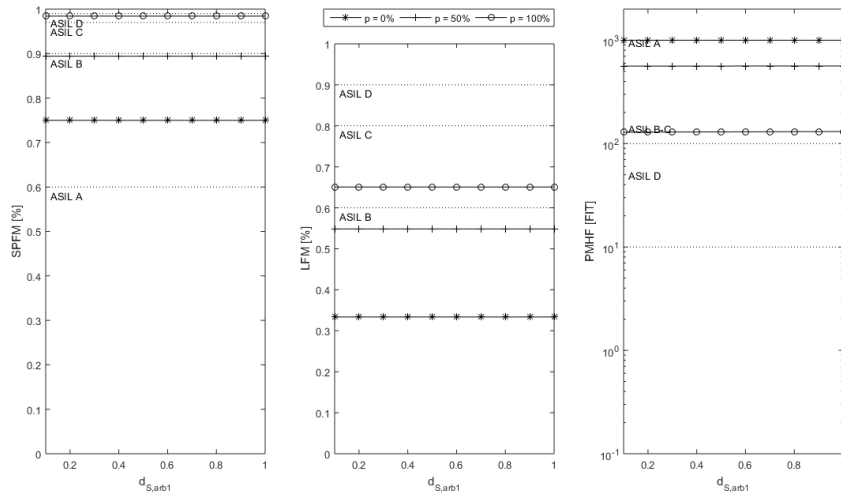 p = 0% p = 50% p = 100%
1
0.9
0.8
0.7
0.6
0.5
0.4
0.3
0.2
0.1
0
SPFM [%]
ASIL D
ASIL C
ASIL B
ASIL A
0.2 0.4 0.6 0.8 1
d_S,arb1
1
0.9
0.8
0.7
0.6
0.5
0.4
0.3
0.2
0.1
0
LFM [%]
ASIL D
ASIL C
ASIL B
0.2 0.4 0.6 0.8 1
d_S,arb1
10^3
10^2
10^1
10^0
10^-1
PMHF [FIT]
ASIL A
ASIL B-C
ASIL D
0.2 0.4 0.6 0.8 1
d_S,arb1